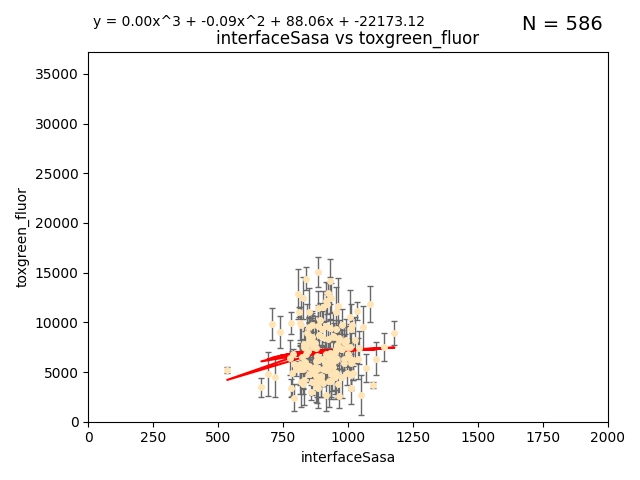 y = 0.00x^3 + -0.09x^2 + 88.06x + -22173.12
N = 586
interfaceSasa vs toxgreen_fluor
35000
30000
25000
20000
15000
10000
5000
0
toxgreen_fluor
0 250 500 750 1000 1250 1500 1750 2000
interfaceSasa